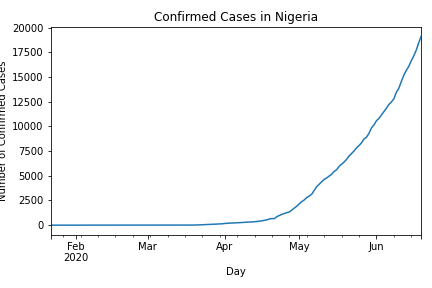 Confirmed Cases in Nigeria
20000
17500
15000
12500
10000
7500
5000
2500
0
Number of Confirmed Cases
Feb
2020
Mar
Apr
May
Jun
Day